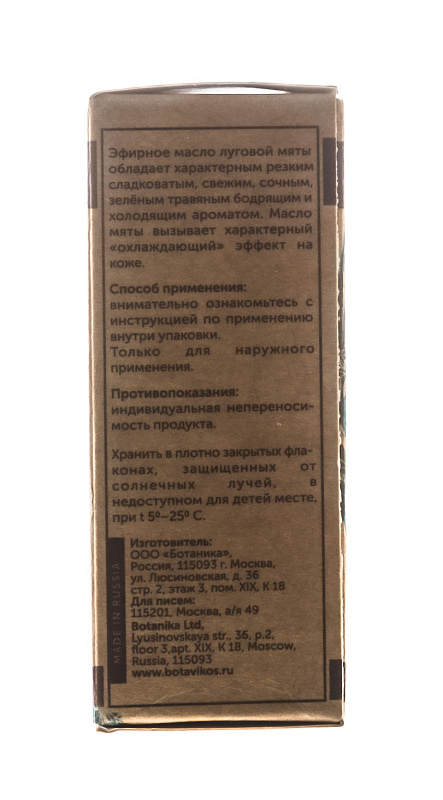 Эфирное масло луговой мяты
обладает характерным резким
сладковатым, свежим, сочным,
зелёным травяным бодрящим и
холодящим ароматом. Масло
мяты вызывает характерный
«охлаждающий» эффект на
коже.
Способ применения:
внимательно ознакомьтесь с
инструкцией по применению
внутри упаковки.
Только для наружного
применения.
Противопоказания:
индивидуальная непереноси-
мость продукта.
Хранить в плотно закрытых фла-
конах, защищенных от
солнечных лучей, в
недоступном для детей месте,
при t 5º–25º C.
MADE IN RUSSIA
Изготовитель:
ООО «Ботаника»,
Россия, 115093 г. Москва,
ул. Люсиновская, д. 36
стр. 2, этаж 3, пом. XIX, К 18
Для писем:
115201, Москва, а/я 49
Botanika Ltd,
Lyusinovskaya str., 36, p.2,
floor 3,apt. XIX, K 18, Moscow,
Russia, 115093
www.botavikos.ru